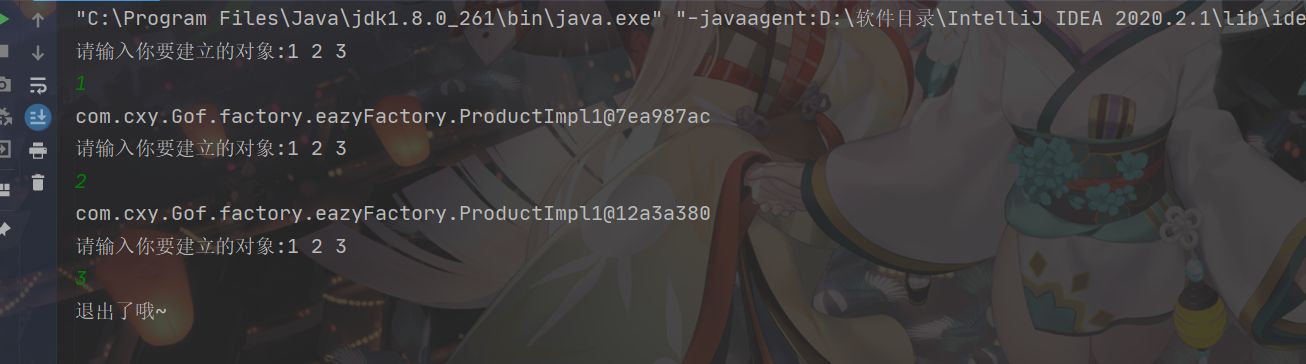 "C:\Program Files\Java\jdk1.8.0_261\bin\java.exe" "-javaagent:D:\软件目录\IntelliJ IDEA 2020.2.1\lib\ide
请输入你要建立的对象:1 2 3
1
com.cxy.Gof.factory.eazyFactory.ProductImpl1@7ea987ac
请输入你要建立的对象:1 2 3
2
com.cxy.Gof.factory.eazyFactory.ProductImpl1@12a3a380
请输入你要建立的对象:1 2 3
3
退出了哦~